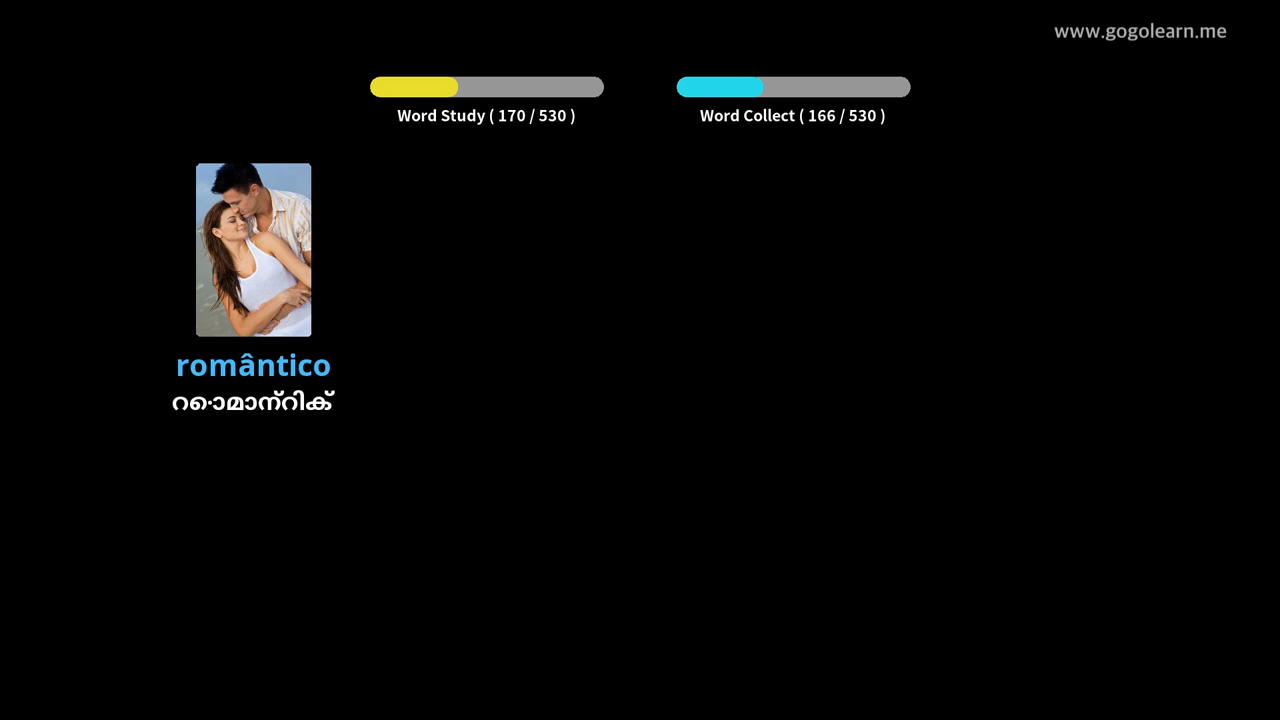 www.gogolearn.me
Word Study ( 170 / 530 )
Word Collect ( 166 / 530 )
romântico
റൊമാന്റിക്